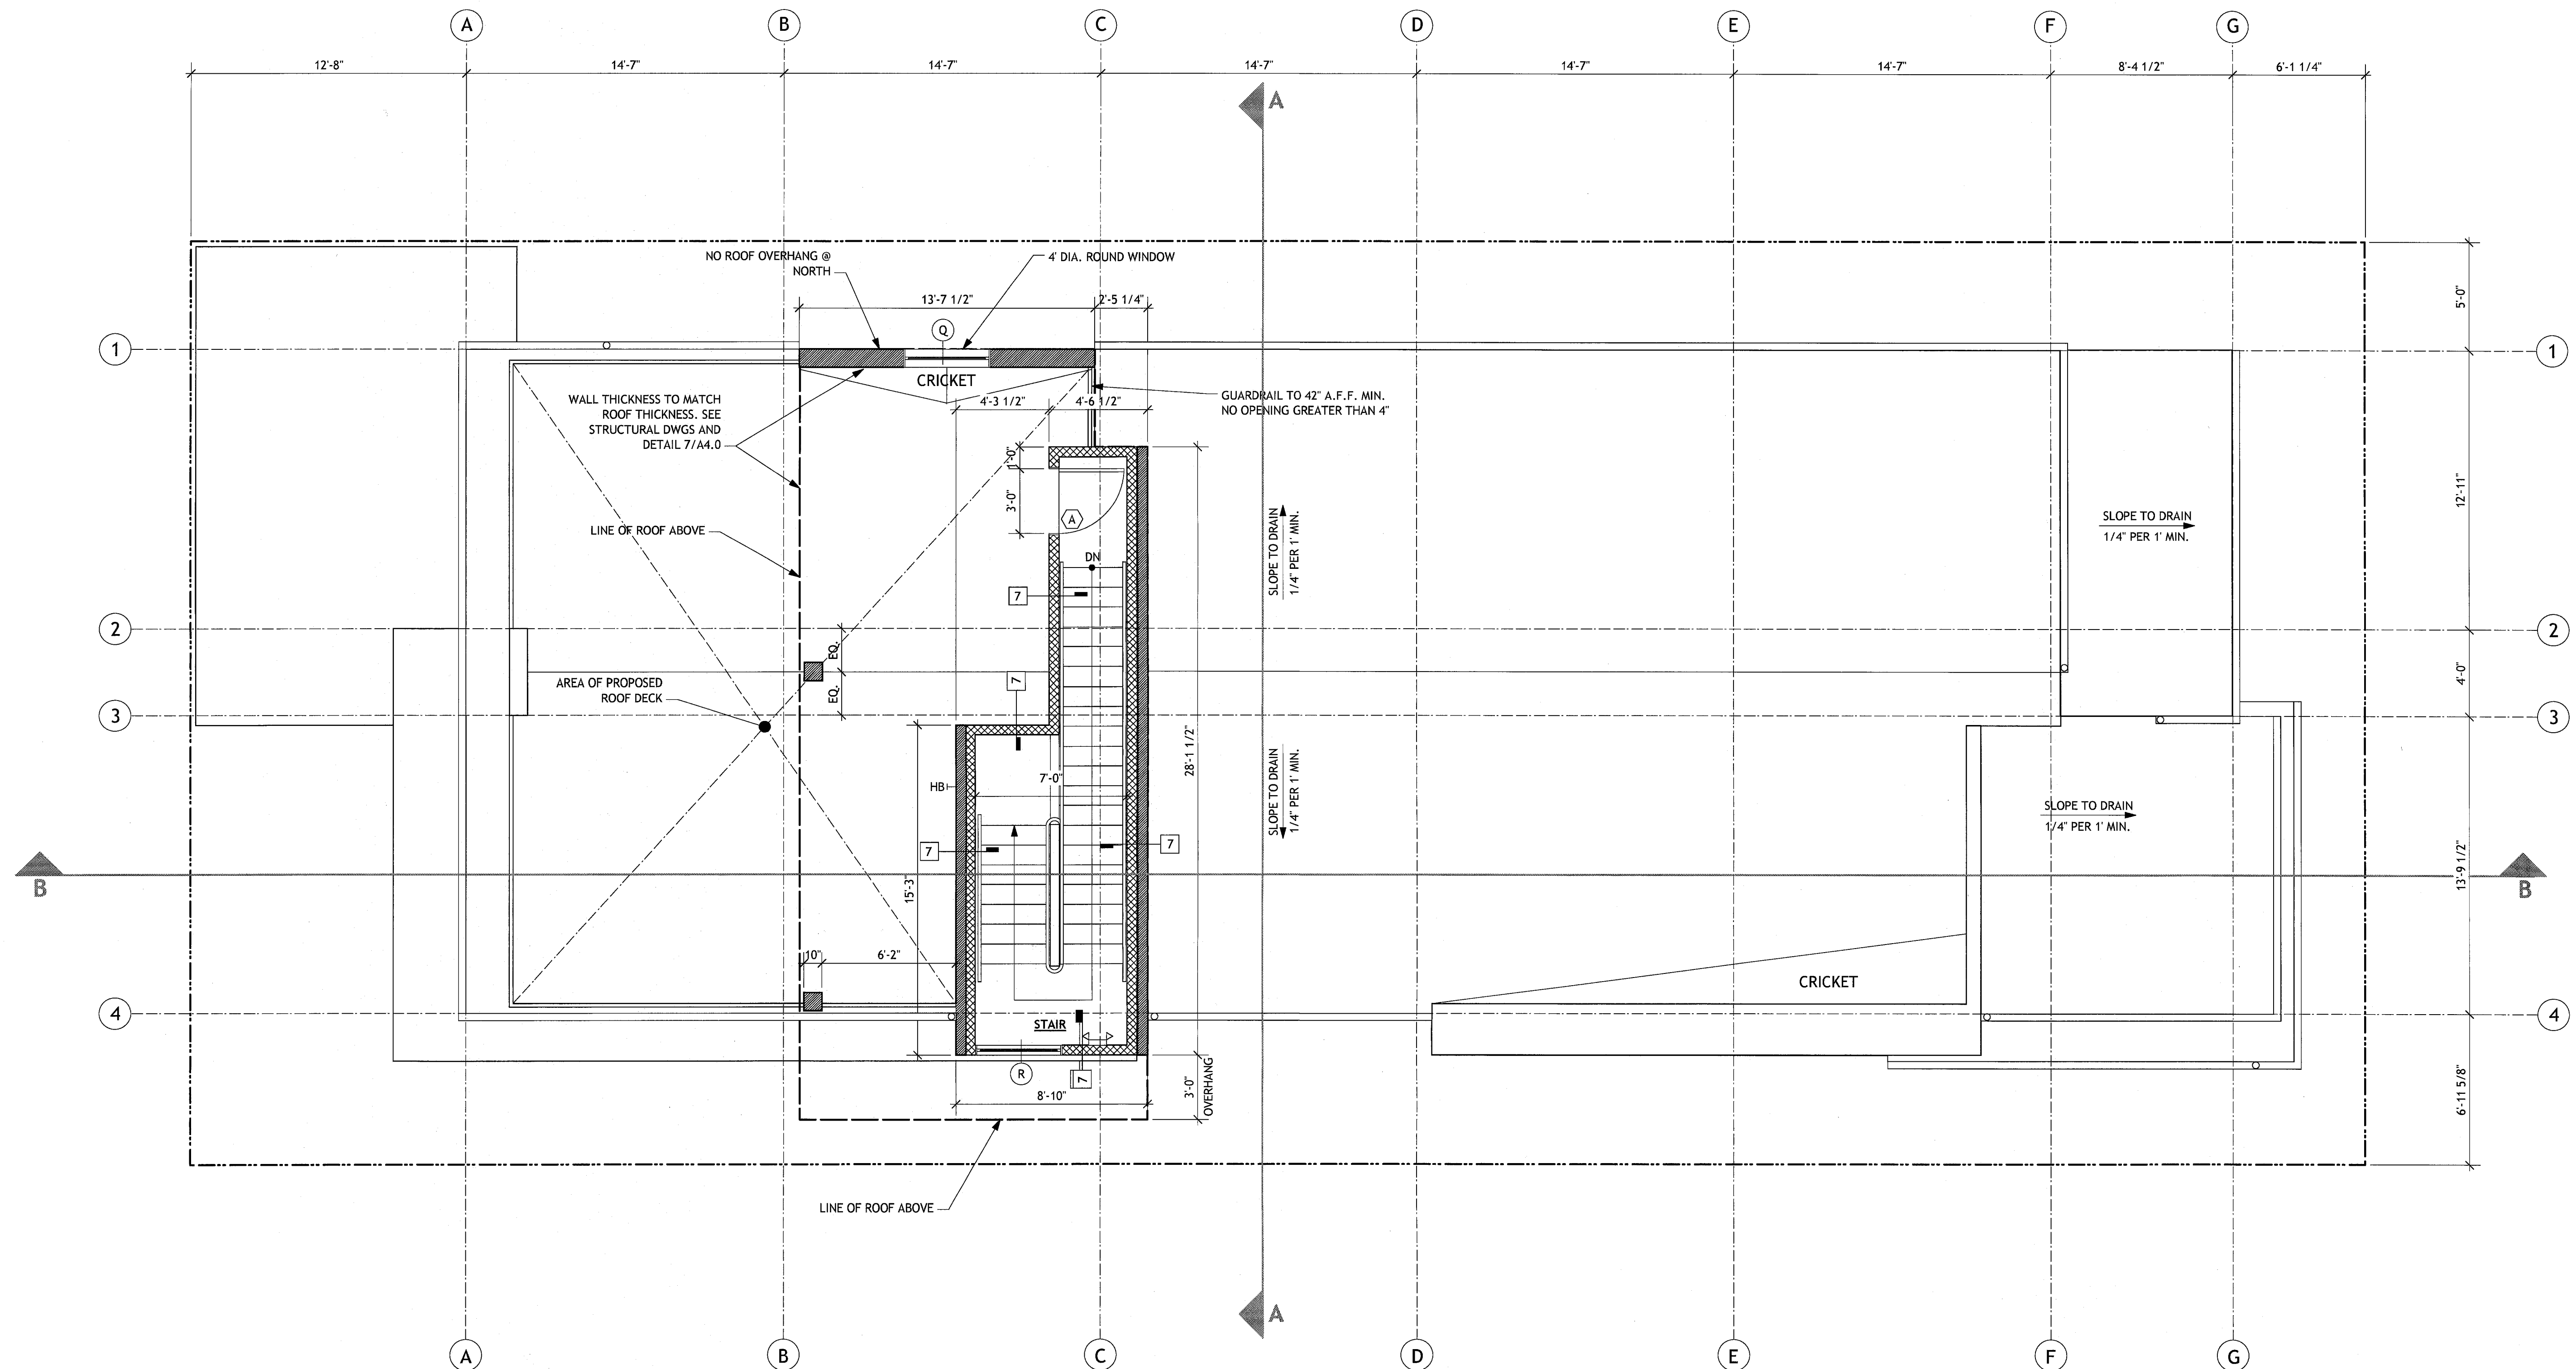 A B C D E F G
12'-8" 14'-7" 14'-7" 14'-7" 14'-7" 14'-7" 8'-4 1/2" 6'-1 1/4"
A
NO ROOF OVERHANG @
NORTH
4' DIA. ROUND WINDOW
13'-7 1/2" 2'-5 1/4"
5'-0"
Q
1 1
CRICKET
WALL THICKNESS TO MATCH
ROOF THICKNESS. SEE
STRUCTURAL DWGS AND
DETAIL 7/A4.0
4'-3 1/2" 4'-6 1/2"
GUARDRAIL TO 42" A.F.F. MIN.
NO OPENING GREATER THAN 4"
1'-0"
3'-0"
A
12'-11"
LINE OF ROOF ABOVE
SLOPE TO DRAIN
1/4" PER 1' MIN.
SLOPE TO DRAIN
1/4" PER 1' MIN.
DN
7
2 2
EQ.
EQ.
4'-0"
AREA OF PROPOSED
ROOF DECK
7
3 3
28'-1 1/2"
HB
7'-0"
SLOPE TO DRAIN
1/4" PER 1' MIN.
SLOPE TO DRAIN
1/4" PER 1' MIN.
7 7
15'-3"
13'-9 1/2"
B B
10" 6'-2"
CRICKET
4 4
STAIR
R
7
8'-10"
3'-0"
OVERHANG
6'-11 5/8"
LINE OF ROOF ABOVE
A
A B C D E F G